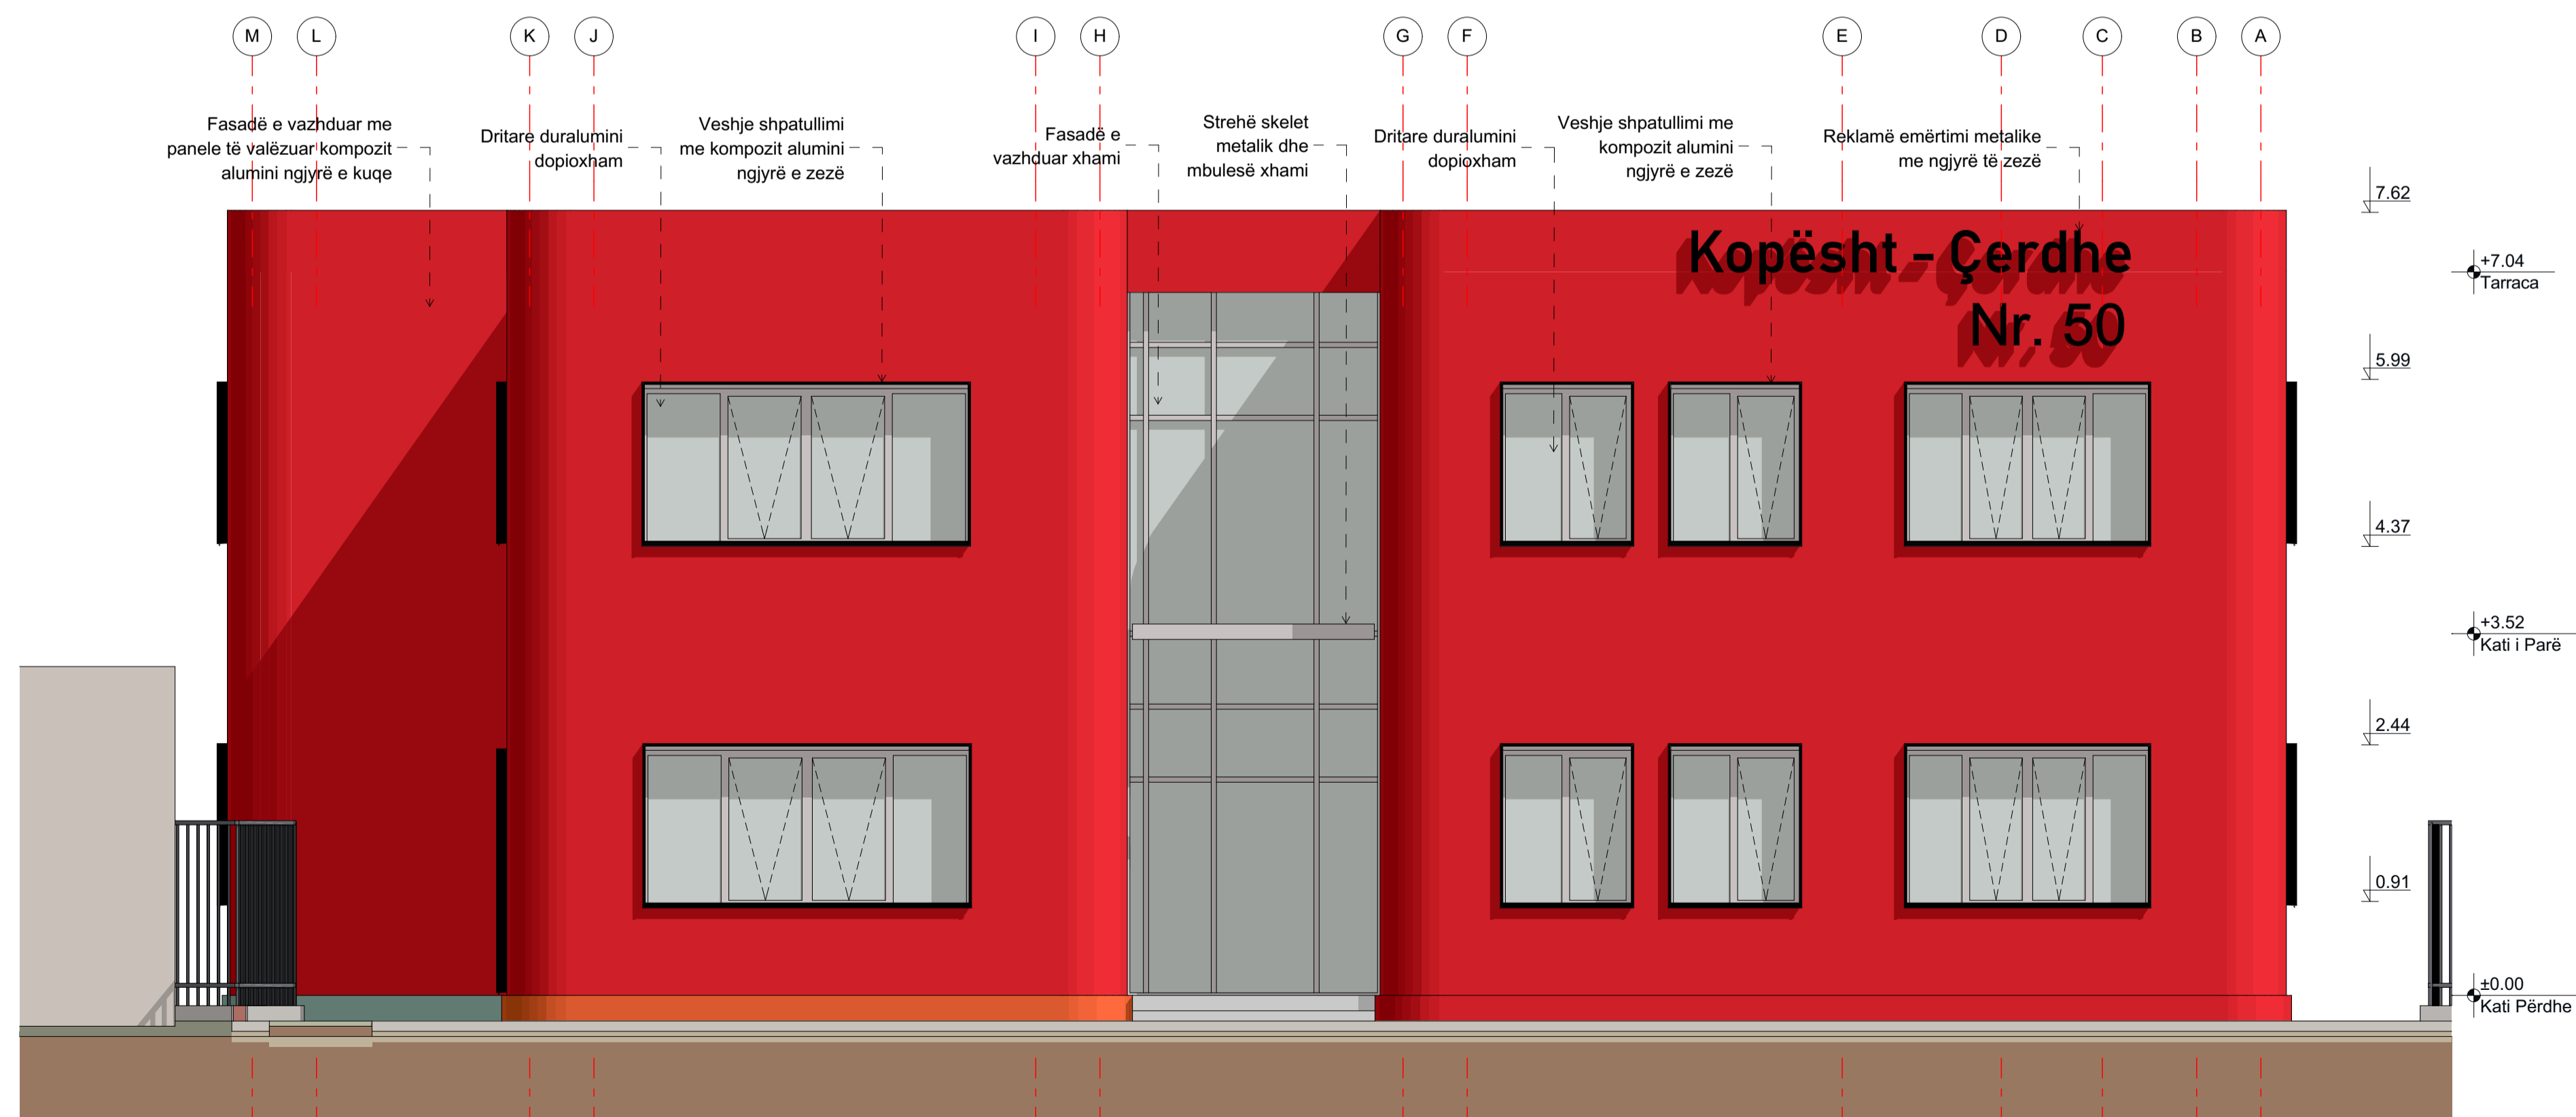 M
L
K
J
I
H
G
F
E
D
C
B
A
Fasadë e vazhduar me
panele të valëzuar kompozit
alumini ngjyrë e kuqe
Dritare duralumini
dopioxham
Veshje shpatullimi
me kompozit alumini
ngjyrë e zezë
Fasadë e
vazhduar xhami
Strehë skelet
metalik dhe
mbulesë xhami
Dritare duralumini
dopioxham
Veshje shpatullimi me
kompozit alumini
ngjyrë e zezë
Reklamë emërtimi metalike
me ngjyrë të zezë
Kopësht - Çerdhe
Nr. 50
7.62
+7.04
Tarraca
5.99
4.37
+3.52
Kati i Parë
2.44
0.91
±0.00
Kati Përdhe